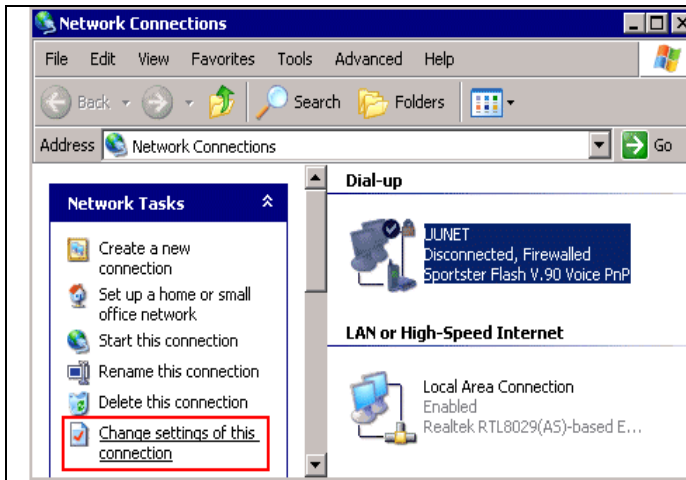 Network Connections
File Edit View Favorites Tools Advanced Help
Back Search Folders
Address Network Connections Go
Network Tasks
Create a new
connection
Set up a home or small
office network
Start this connection
Rename this connection
Delete this connection
Change settings of this
connection
Dial-up
UUNET
Disconnected, Firewalled
Sportster Flash V.90 Voice PnP
LAN or High-Speed Internet
Local Area Connection
Enabled
Realtek RTL8029(AS)-based E...